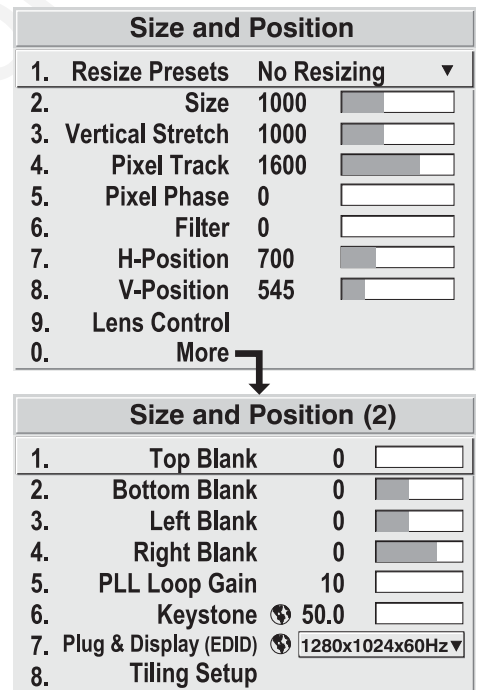 Size and Position
1. Resize Presets No Resizing ▼
2. Size 1000
3. Vertical Stretch 1000
4. Pixel Track 1600
5. Pixel Phase 0
6. Filter 0
7. H-Position 700
8. V-Position 545
9. Lens Control
0. More
Size and Position (2)
1. Top Blank 0
2. Bottom Blank 0
3. Left Blank 0
4. Right Blank 0
5. PLL Loop Gain 10
6. Keystone 50.0
7. Plug & Display (EDID) 1280x1024x60Hz▼
8. Tiling Setup